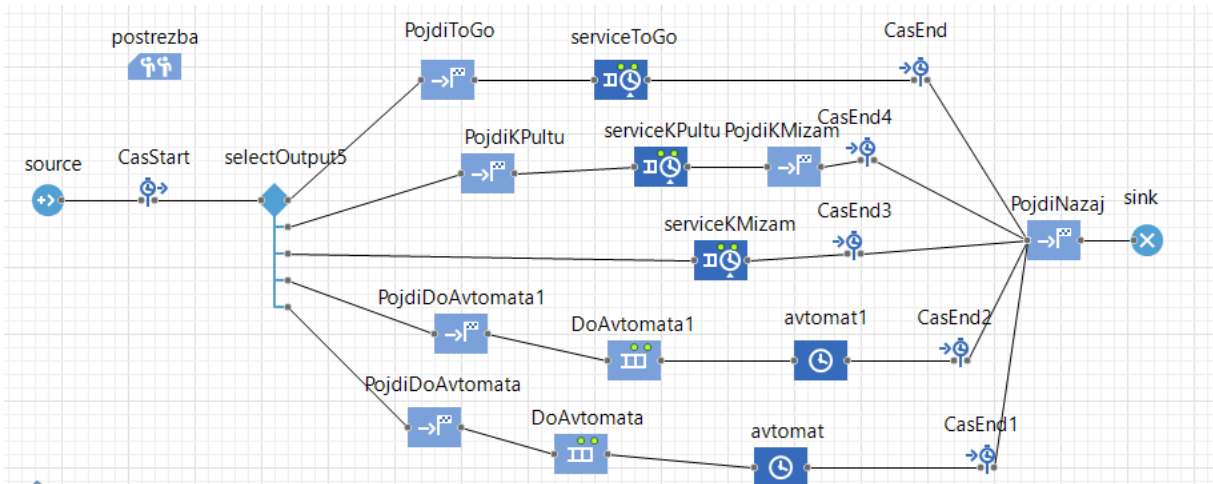 postrezba
PojdiToGo
serviceToGo
CasEnd
source
CasStart
selectOutput5
PojdiKPultu
serviceKPultu
PojdiKMizam
CasEnd4
serviceKMizam
CasEnd3
PojdiNazaj
sink
PojdiDoAvtomata1
DoAvtomata1
avtomat1
CasEnd2
PojdiDoAvtomata
DoAvtomata
avtomat
CasEnd1